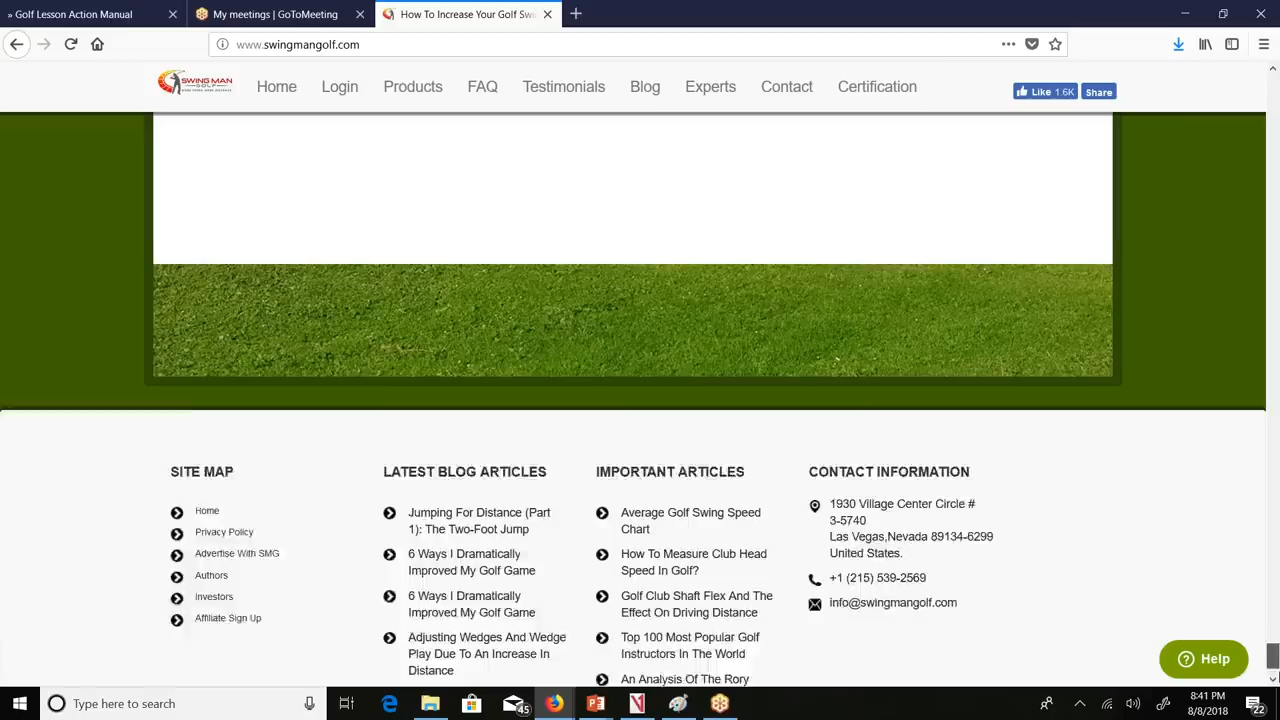 » Golf Lesson Action Manual
My meetings | GoToMeeting
How To Increase Your Golf Swi
www.swingmangolf.com
SWING MAN
GOLF
Home
Login
Products
FAQ
Testimonials
Blog
Experts
Contact
Certification
Like 1.6K
Share
SITE MAP
Home
Privacy Policy
Advertise With SMG
Authors
Investors
Affiliate Sign Up
LATEST BLOG ARTICLES
Jumping For Distance (Part
1): The Two-Foot Jump
6 Ways I Dramatically
Improved My Golf Game
6 Ways I Dramatically
Improved My Golf Game
Adjusting Wedges And Wedge
Play Due To An Increase In
Distance
IMPORTANT ARTICLES
Average Golf Swing Speed
Chart
How To Measure Club Head
Speed In Golf?
Golf Club Shaft Flex And The
Effect On Driving Distance
Top 100 Most Popular Golf
Instructors In The World
An Analysis Of The Rory
CONTACT INFORMATION
1930 Village Center Circle #
3-5740
Las Vegas,Nevada 89134-6299
United States.
+1 (215) 539-2569
info@swingmangolf.com
Help
Type here to search
45
8:41 PM
8/8/2018
22